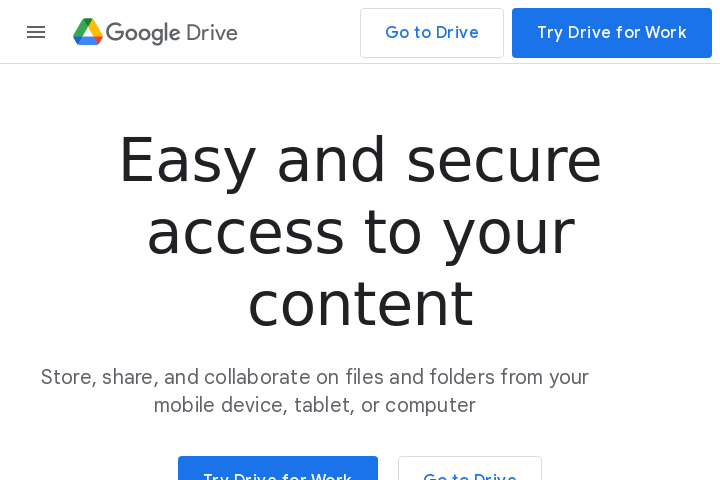 Google Drive
Go to Drive
Try Drive for Work
Easy and secure
access to your
content
Store, share, and collaborate on files and folders from your
mobile device, tablet, or computer
Try Drive for Work
Go to Drive